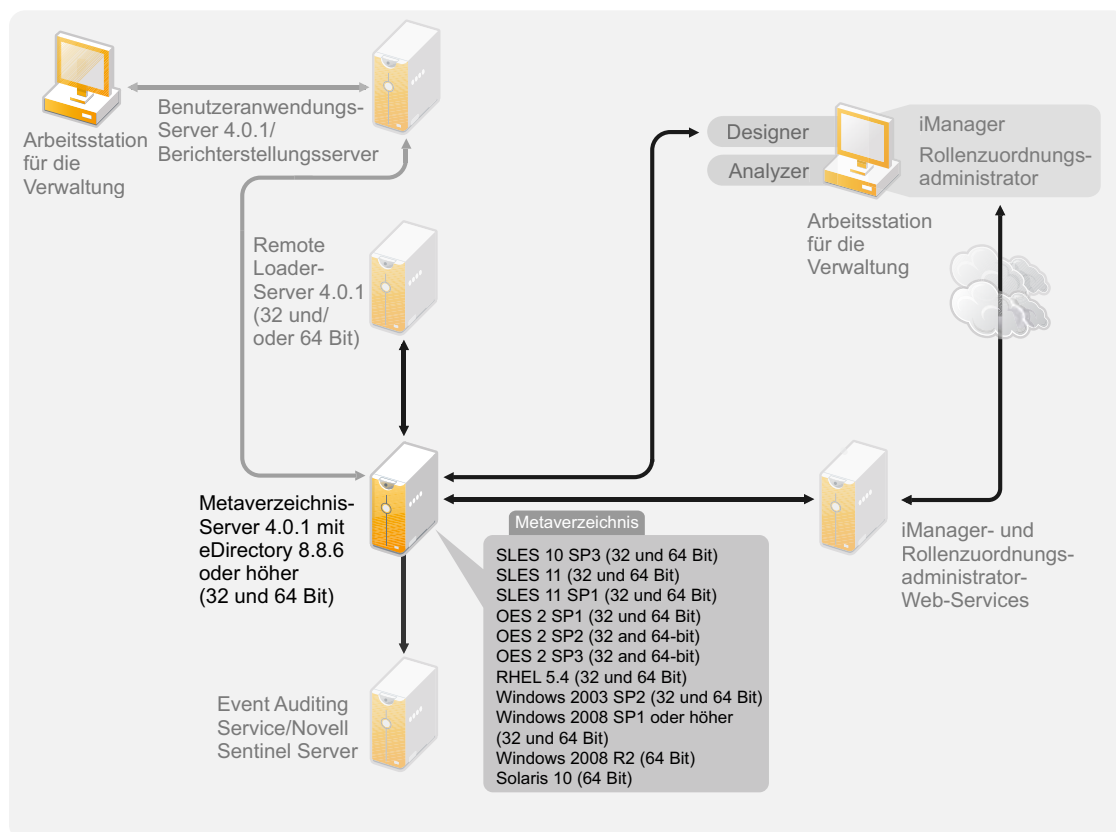 Benutzeranwendungs-
Server 4.0.1/
Berichterstellungsserver
Arbeitsstation
für die
Verwaltung
Designer
Analyzer
iManager
Rollenzuordnungs-
administrator
Arbeitsstation
für die
Verwaltung
Remote
Loader-
Server 4.0.1
(32 und/
oder 64 Bit)
Metaverzeichnis-
Server 4.0.1 mit
eDirectory 8.8.6
oder höher
(32 und 64 Bit)
Metaverzeichnis
SLES 10 SP3 (32 und 64 Bit)
SLES 11 (32 und 64 Bit)
SLES 11 SP1 (32 und 64 Bit)
OES 2 SP1 (32 und 64 Bit)
OES 2 SP2 (32 and 64-bit)
OES 2 SP3 (32 and 64-bit)
RHEL 5.4 (32 und 64 Bit)
Windows 2003 SP2 (32 und 64 Bit)
Windows 2008 SP1 oder höher
(32 und 64 Bit)
Windows 2008 R2 (64 Bit)
Solaris 10 (64 Bit)
iManager- und
Rollenzuordnungs-
administrator-
Web-Services
Event Auditing
Service/Novell
Sentinel Server